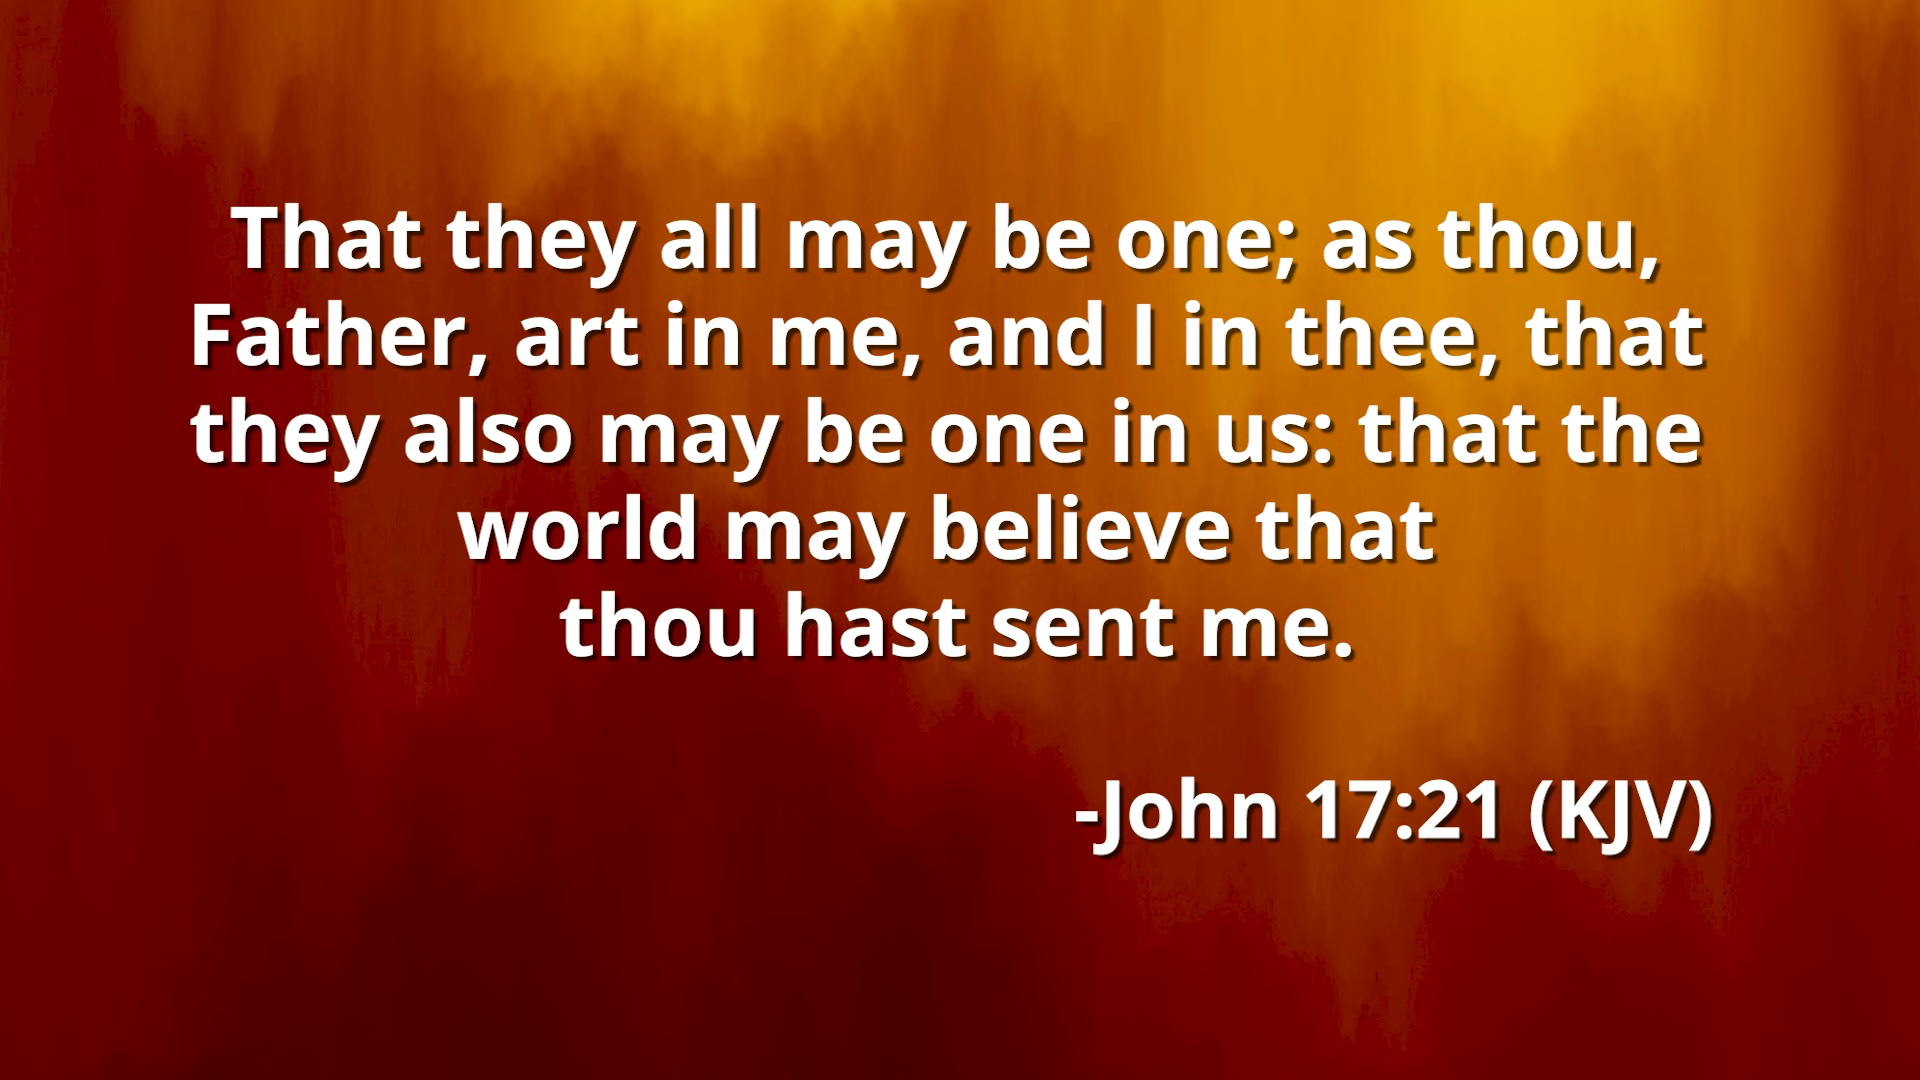 That they all may be one; as thou,
Father, art in me, and I in thee, that
they also may be one in us: that the
world may believe that
thou hast sent me.
-John 17:21 (KJV)